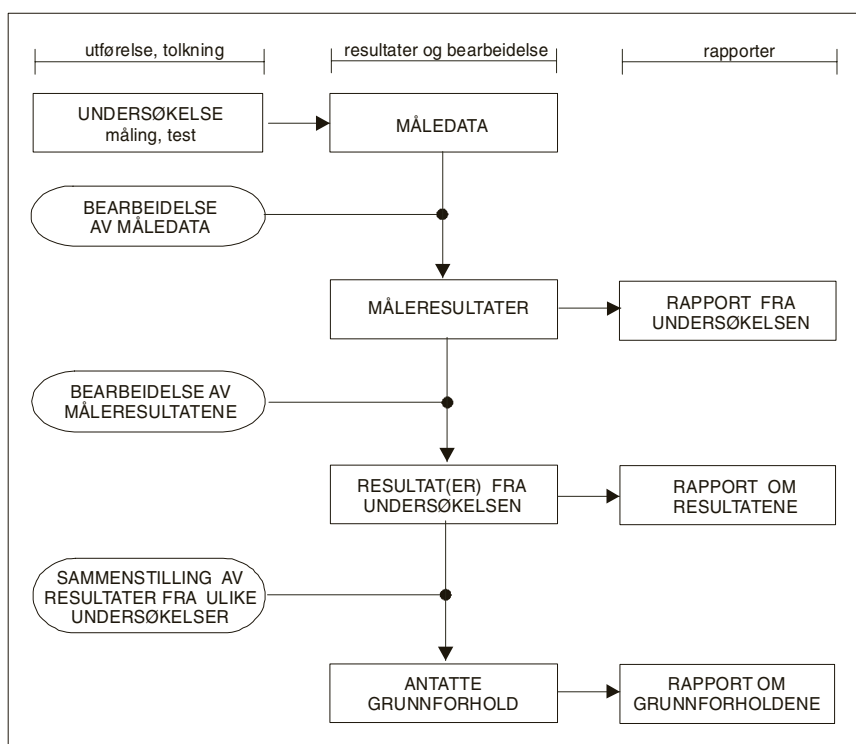 utførelse, tolkning
resultater og bearbeidelse
rapporter
UNDERSØKELSE
måling, test
MÅLEDATA
BEARBEIDELSE
AV MÅLEDATA
MÅLERESULTATER
RAPPORT FRA
UNDERSØKELSEN
BEARBEIDELSE AV
MÅLERESULTATENE
RESULTAT(ER) FRA
UNDERSØKELSEN
RAPPORT OM
RESULTATENE
SAMMENSTILLING AV
RESULTATER FRA ULIKE
UNDERSØKELSER
ANTATTE
GRUNNFORHOLD
RAPPORT OM
GRUNNFORHOLDENE